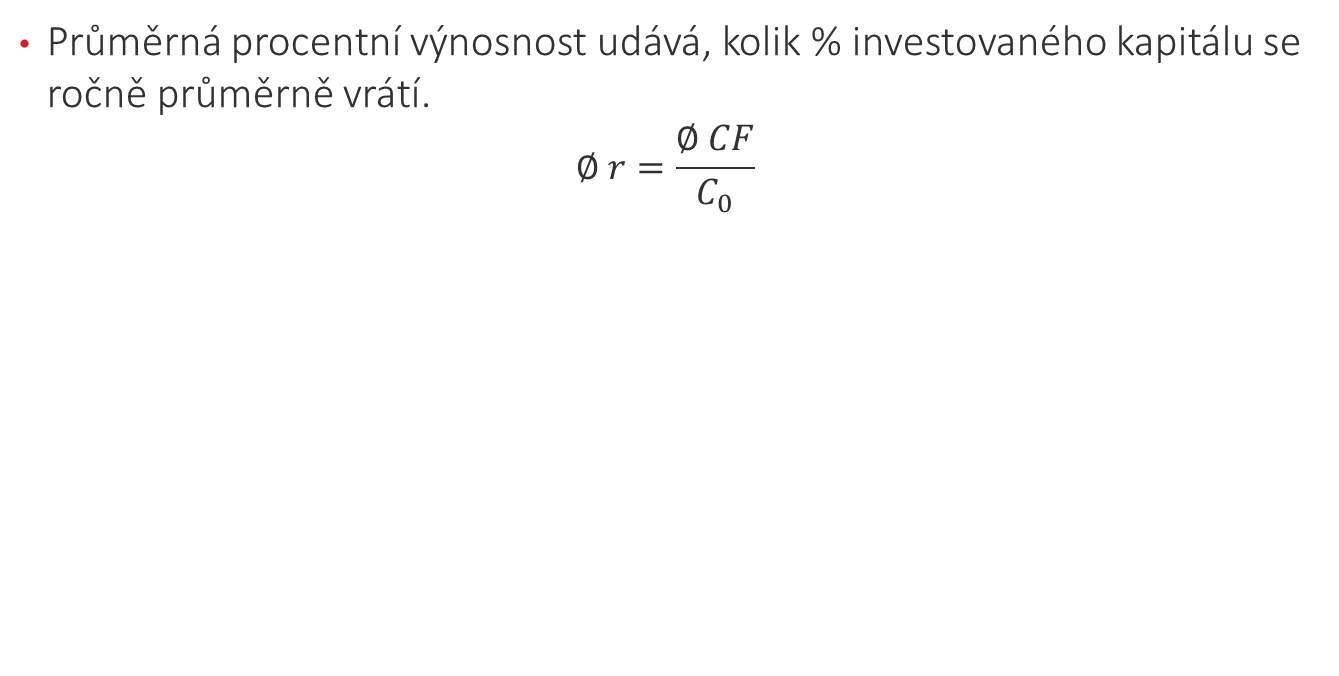 • Průměrná procentní výnosnost udává, kolik % investovaného kapitálu se
ročně průměrně vrátí.
∅ r = ∅ CF / C₀